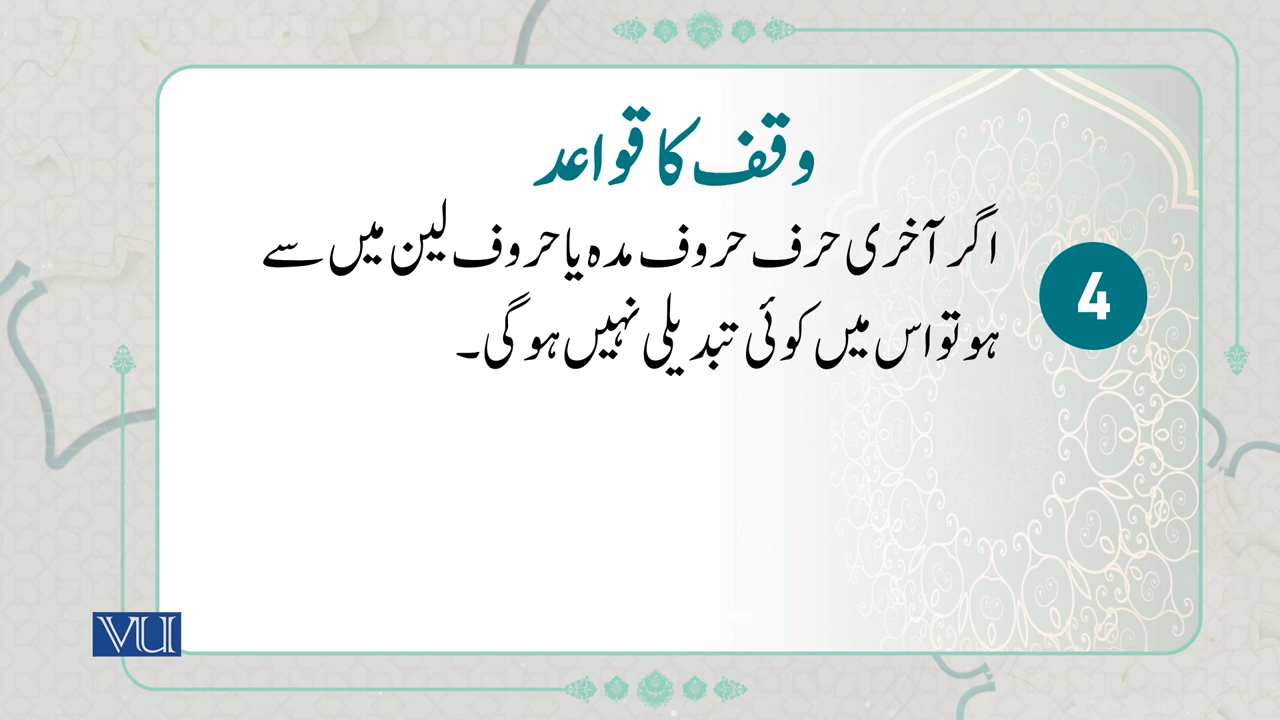 وقف کا قواعد
4
اگر آخری حرف حروف مدہ یا حروف لین میں سے
ہو تو اس میں کوئی تبدیلی نہیں ہو گی۔
VU